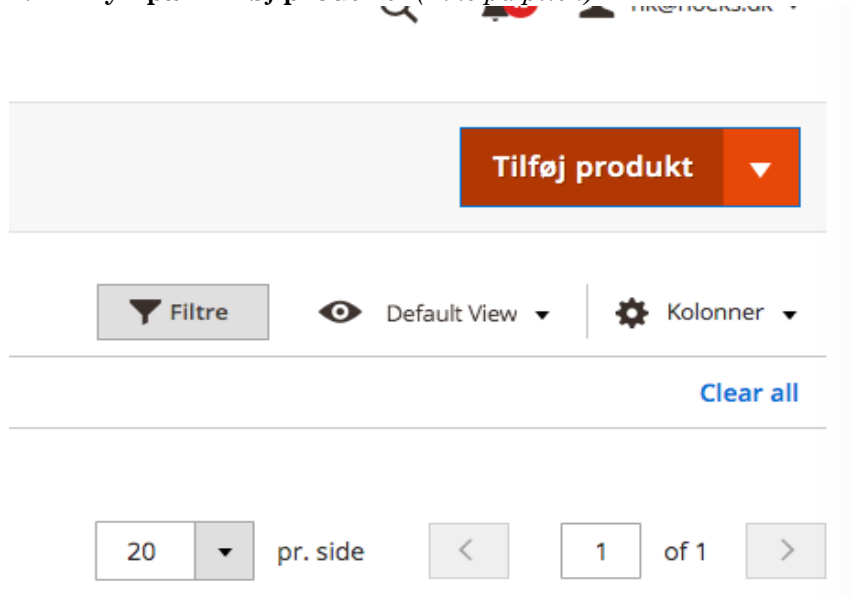 Tilføj produkt
Filtre
Default View
Kolonner
Clear all
20 pr. side 1 of 1